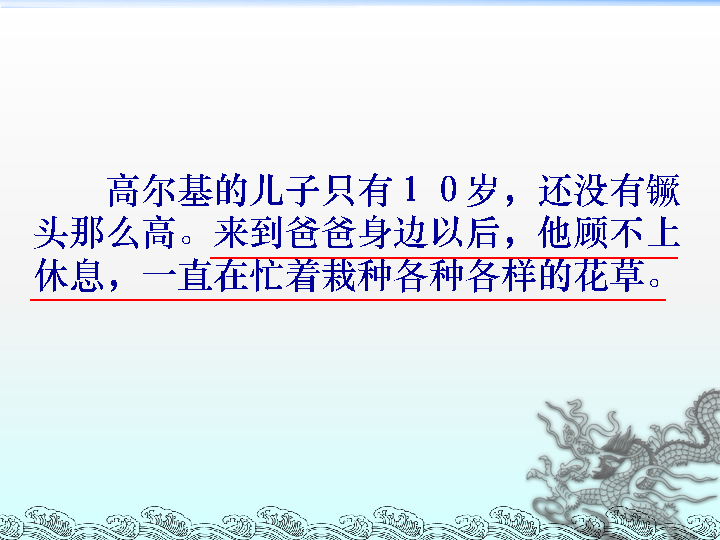 高尔基的儿子只有１０岁，还没有镢
头那么高。来到爸爸身边以后，他顾不上
休息，一直在忙着栽种各种各样的花草。